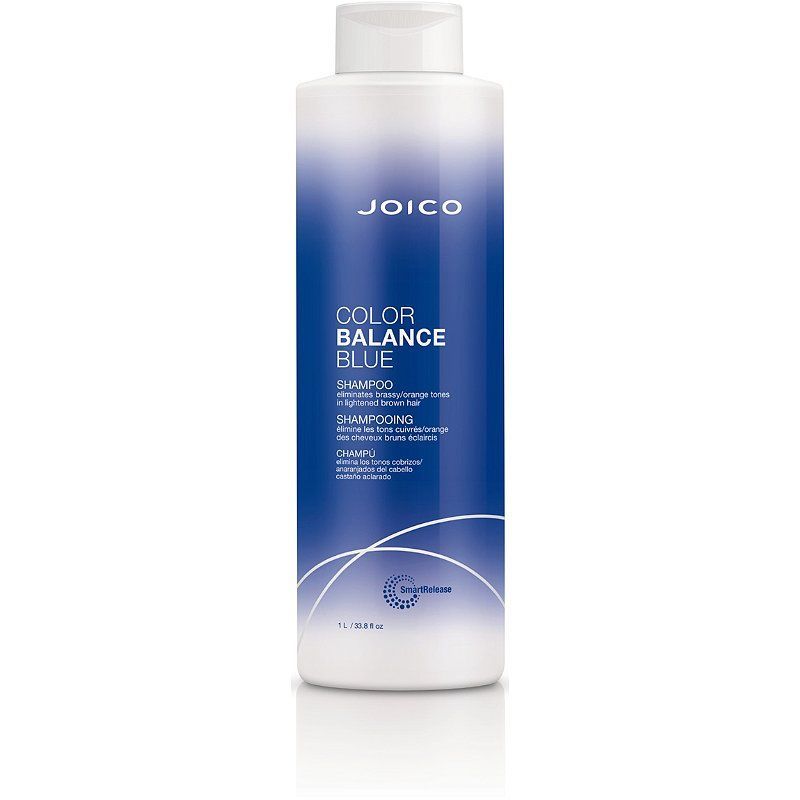 JOICO
COLOR
BALANCE
BLUE
SHAMPOO
eliminates brassy/orange tones
in lightened brown hair
SHAMPOOING
élimine les tons cuivrés/orange
des cheveux bruns éclaircis
CHAMPÚ
elimina los tonos cobrizos/
anaranjados del cabello
castaño aclarado
SmartRelease
1 L / 33.8 fl oz